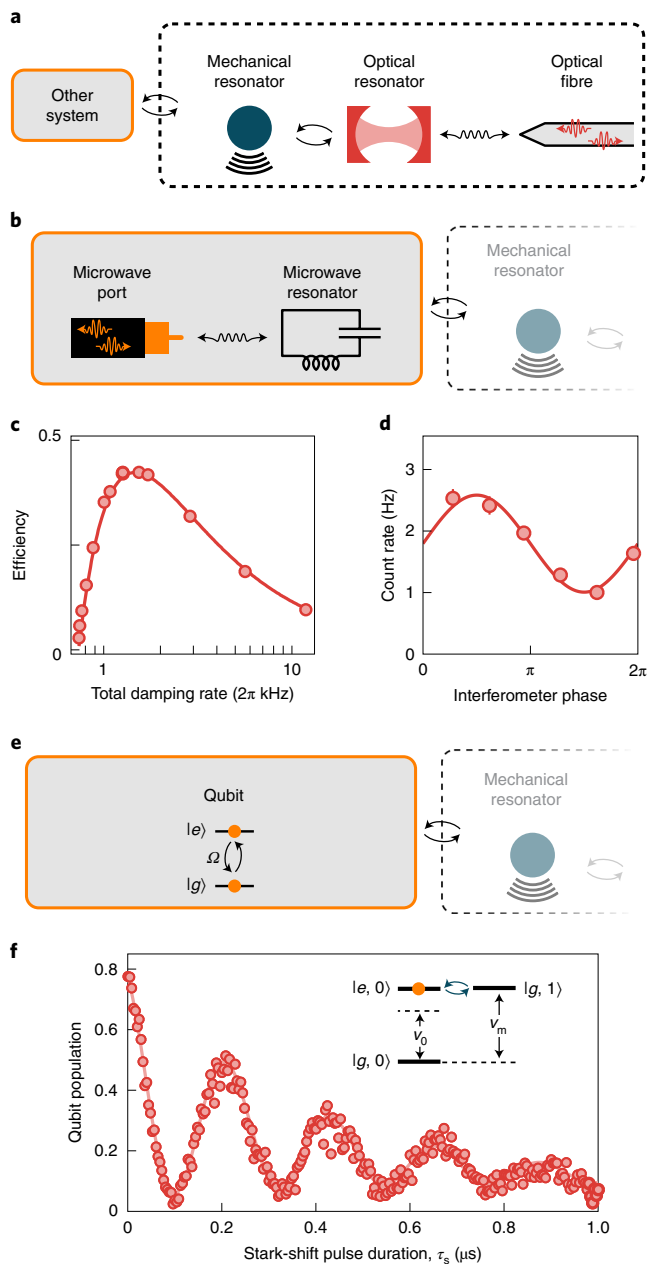 a
Mechanical
resonator
Optical
resonator
Optical
fibre
Other
system
b
Microwave
port
Microwave
resonator
Mechanical
resonator
c
0.5
Efficiency
0
1
10
Total damping rate (2π kHz)
d
4
3
2
1
0
Count rate (Hz)
0
π
2π
Interferometer phase
e
Qubit
|e⟩
Ω
|g⟩
Mechanical
resonator
f
0.8
0.6
0.4
0.2
0
Qubit population
|e, 0⟩
|g, 1⟩
ν0
νm
|g, 0⟩
0
0.2
0.4
0.6
0.8
1.0
Stark-shift pulse duration, τs (μs)